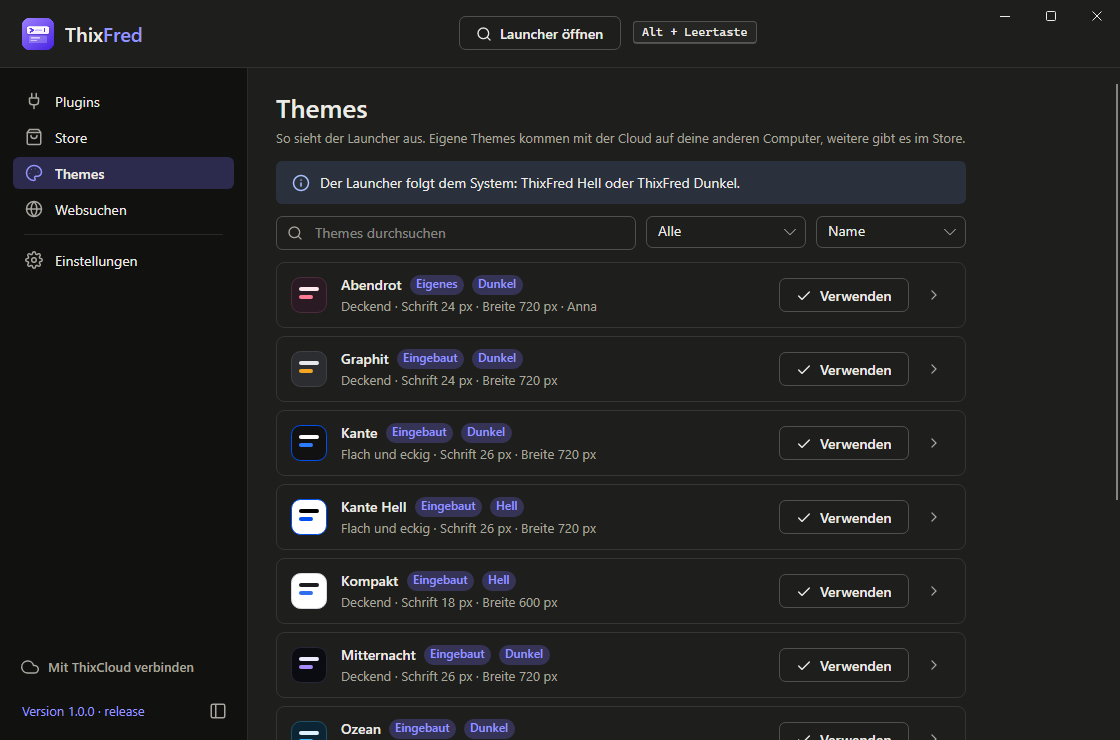 ThixFred
Launcher öffnen
Alt + Leertaste
Plugins
Store
Themes
Websuchen
Einstellungen
Mit ThixCloud verbinden
Version 1.0.0 · release
Themes
So sieht der Launcher aus. Eigene Themes kommen mit der Cloud auf deine anderen Computer, weitere gibt es im Store.
Der Launcher folgt dem System: ThixFred Hell oder ThixFred Dunkel.
Themes durchsuchen
Alle
Name
Abendrot Eigenes Dunkel
Deckend · Schrift 24 px · Breite 720 px · Anna
Verwenden
Graphit Eingebaut Dunkel
Deckend · Schrift 24 px · Breite 720 px
Verwenden
Kante Eingebaut Dunkel
Flach und eckig · Schrift 26 px · Breite 720 px
Verwenden
Kante Hell Eingebaut Hell
Flach und eckig · Schrift 26 px · Breite 720 px
Verwenden
Kompakt Eingebaut Hell
Deckend · Schrift 18 px · Breite 600 px
Verwenden
Mitternacht Eingebaut Dunkel
Deckend · Schrift 26 px · Breite 720 px
Verwenden
Ozean Eingebaut Dunkel
Verwenden